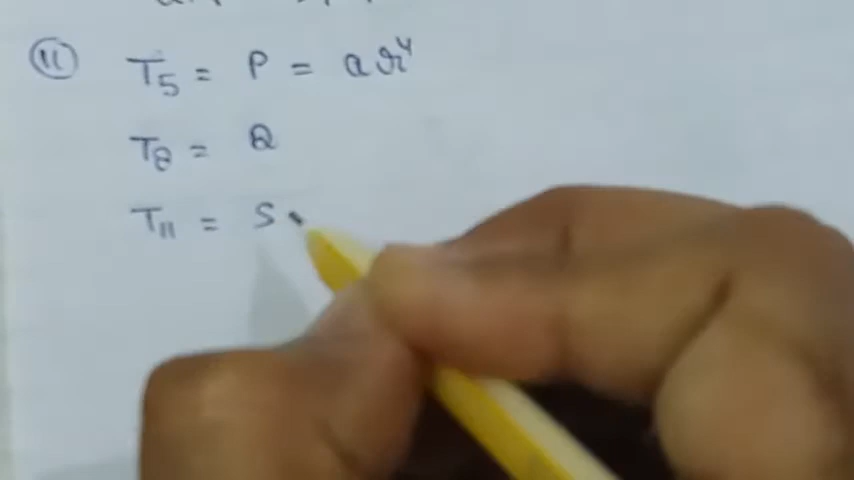 (11) T5 = P = ar⁴
T8 = Q
T11 = S